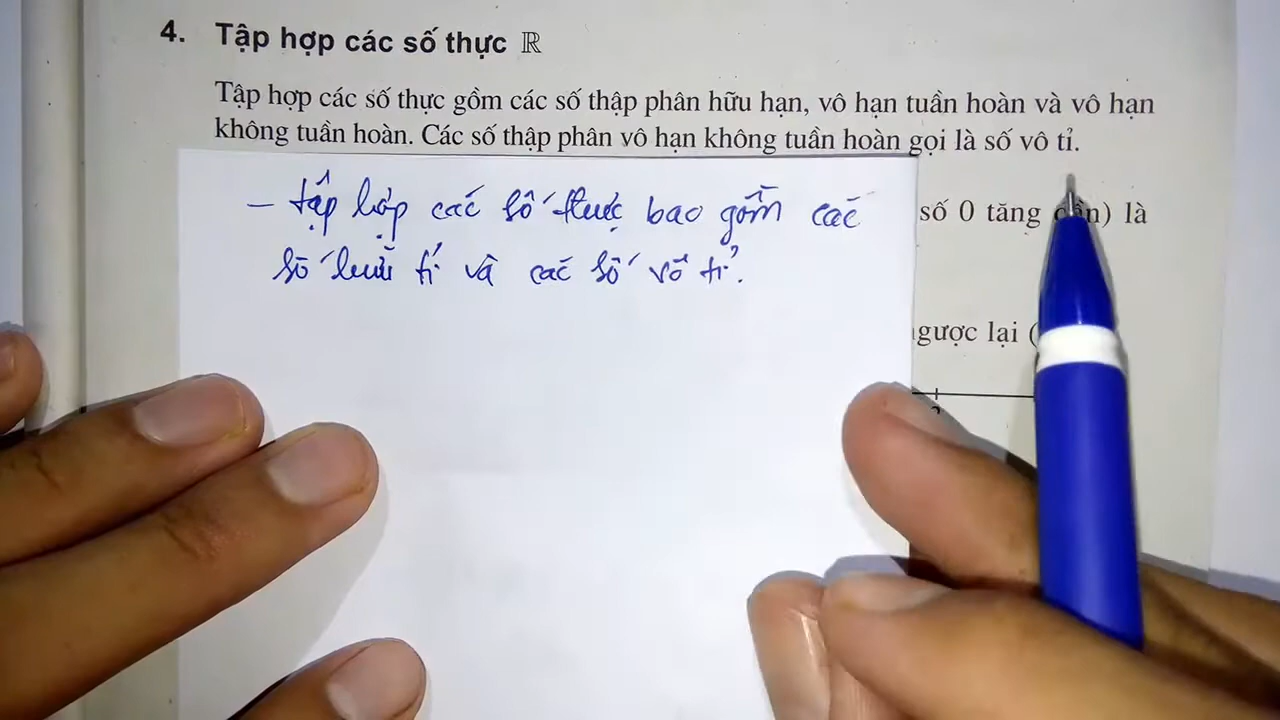 4. Tập hợp các số thực ℝ
Tập hợp các số thực gồm các số thập phân hữu hạn, vô hạn tuần hoàn và vô hạn
không tuần hoàn. Các số thập phân vô hạn không tuần hoàn gọi là số vô tỉ.
- tập hợp các số thực bao gồm các
số hữu tỉ và các số vô tỉ.
số 0 tăng dần) là
ngược lại (